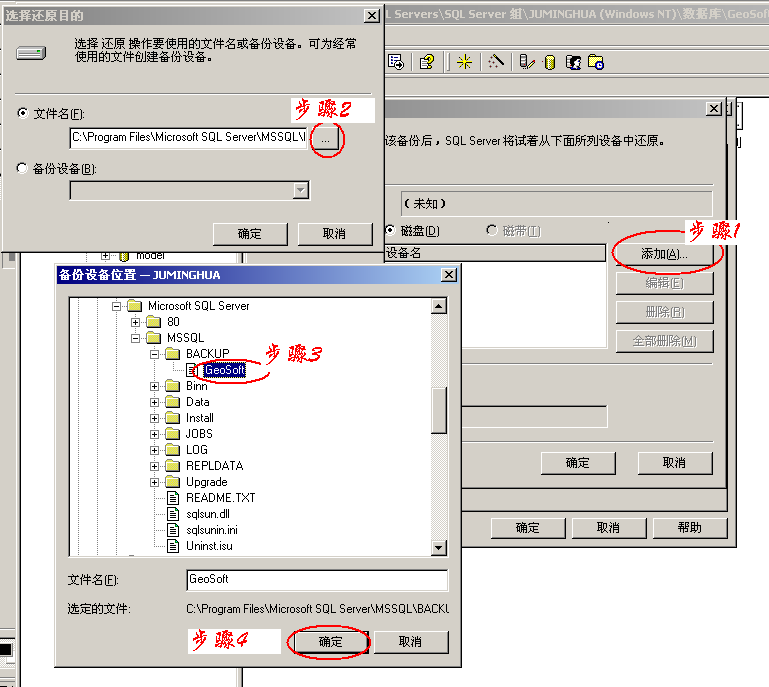 选择还原目的
L Servers\SQL Server 组\JUMINGHUA (Windows NT)\数据库\GeoSoft
选择 还原 操作要使用的文件名或备份设备。可为经常
使用的文件创建备份设备。
步骤2
文件名(F):
C:\Program Files\Microsoft SQL Server\MSSQL\
...
备份设备(B):
确定
取消
该备份后，SQL Server 将试着从下面所列设备中还原。
(未知)
磁盘(D)
磁带(T)
步骤1
设备名
添加(A)...
编辑(E)
删除(R)
全部删除(M)
确定
取消
确定
取消
帮助
model
备份设备位置 — JUMINGHUA
Microsoft SQL Server
80
MSSQL
BACKUP
步骤3
GeoSoft
Binn
Data
Install
JOBS
LOG
REPLDATA
Upgrade
README.TXT
sqlsun.dll
sqlsunin.ini
Uninst.isu
文件名(F):
GeoSoft
选定的文件:
C:\Program Files\Microsoft SQL Server\MSSQL\BACKU
步骤4
确定
取消